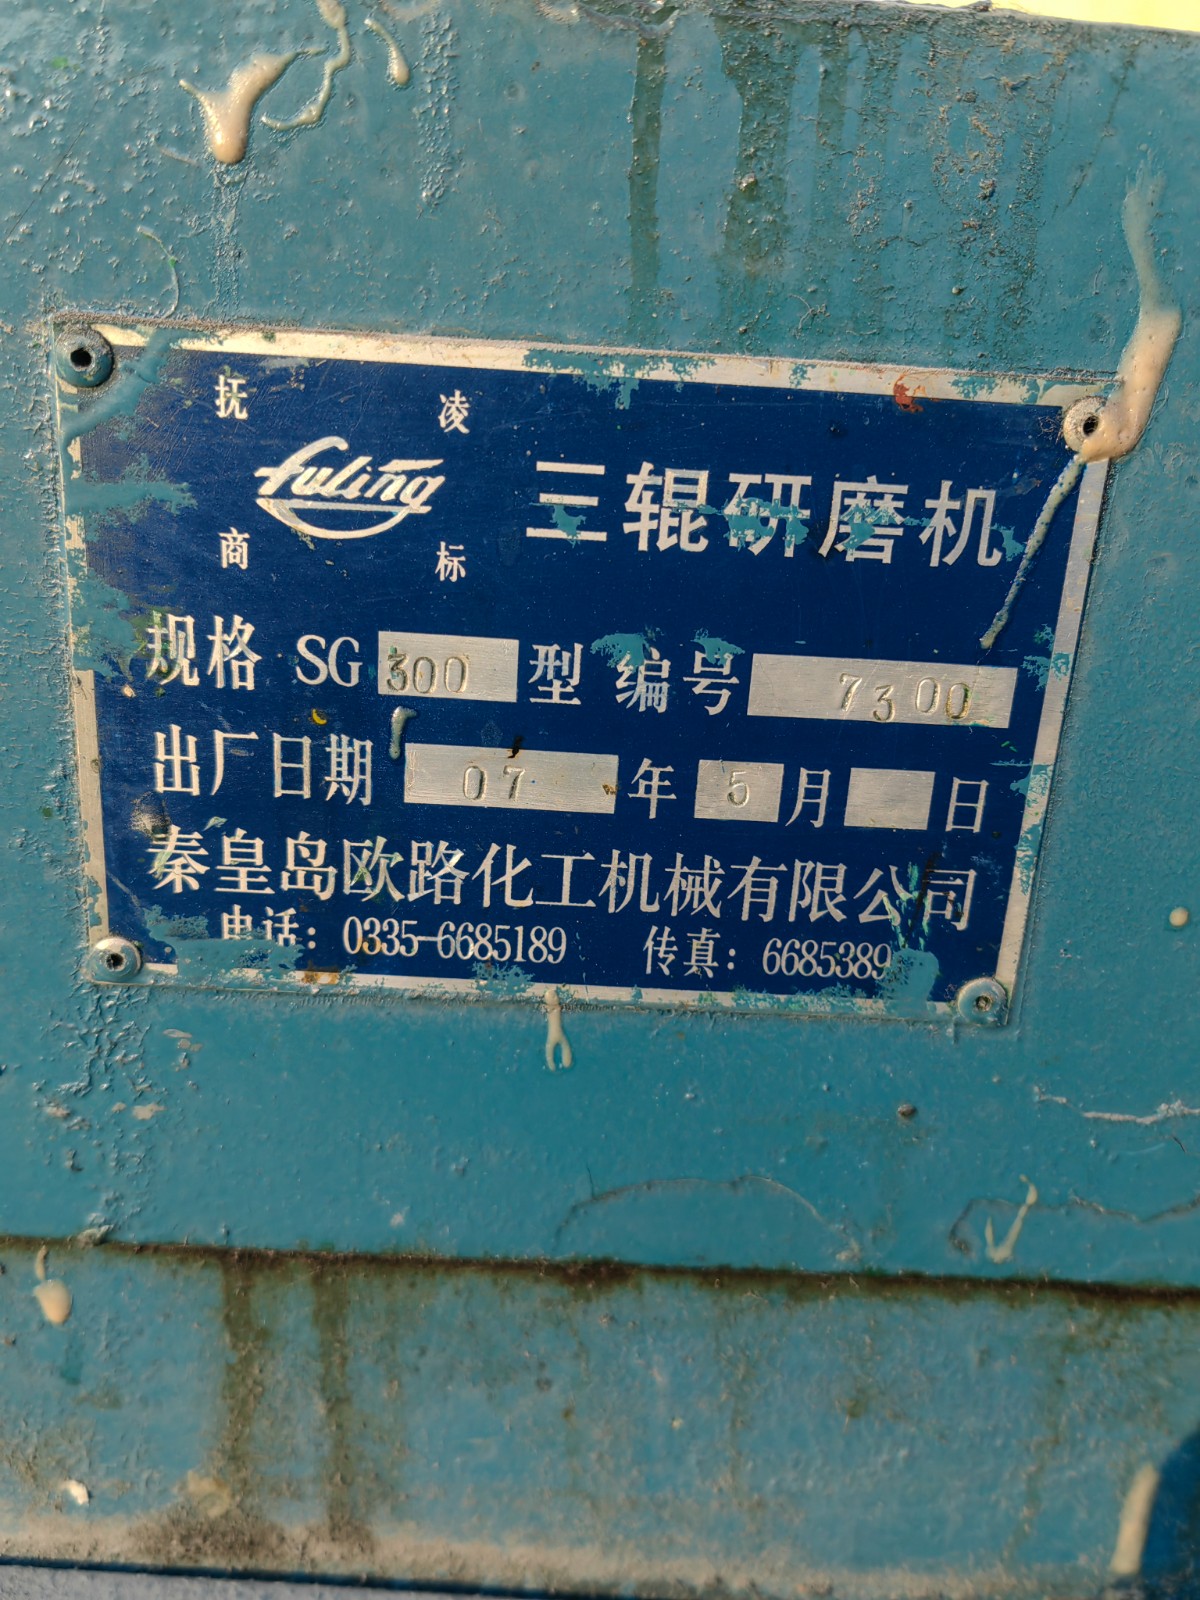 抚 凌
fuling
商 标
三辊研磨机
规格 SG 300 型 编号 7300
出厂日期 07 年 5 月 日
秦皇岛欧路化工机械有限公司
电话: 0335-6685189 传真: 6685389